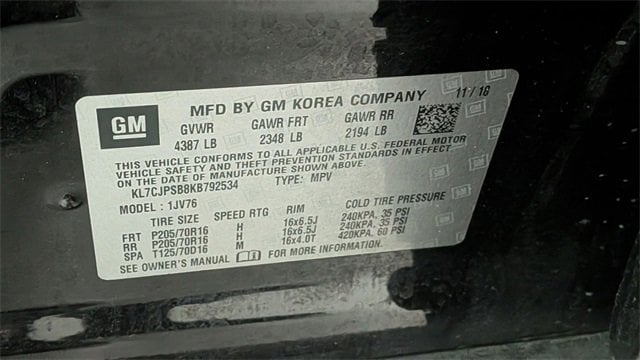 GM
MFD BY GM KOREA COMPANY 11 / 18
GVWR GAWR FRT GAWR RR
4387 LB 2348 LB 2194 LB
THIS VEHICLE CONFORMS TO ALL APPLICABLE U.S. FEDERAL MOTOR
VEHICLE SAFETY AND THEFT PREVENTION STANDARDS IN EFFECT ON
THE DATE OF MANUFACTURE SHOWN ABOVE.
KL7CJPSB8KB792534 TYPE: MPV
MODEL : 1JV76
TIRE SIZE SPEED RTG RIM COLD TIRE PRESSURE
FRT P205/70R16 H 16x6.5J 240KPA, 35 PSI
RR P205/70R16 H 16x6.5J 240KPA, 35 PSI
SPA T125/70D16 M 16x4.0T 420KPA, 60 PSI
SEE OWNER'S MANUAL FOR MORE INFORMATION.